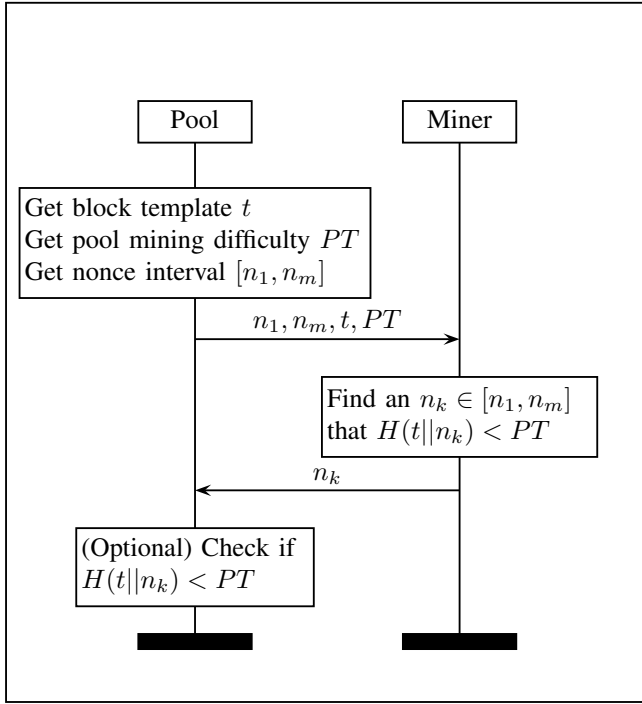 Pool
Miner
Get block template t
Get pool mining difficulty PT
Get nonce interval [n₁, nₘ]
n₁, nₘ, t, PT
Find an nₖ ∈ [n₁, nₘ]
that H(t||nₖ) < PT
nₖ
(Optional) Check if
H(t||nₖ) < PT